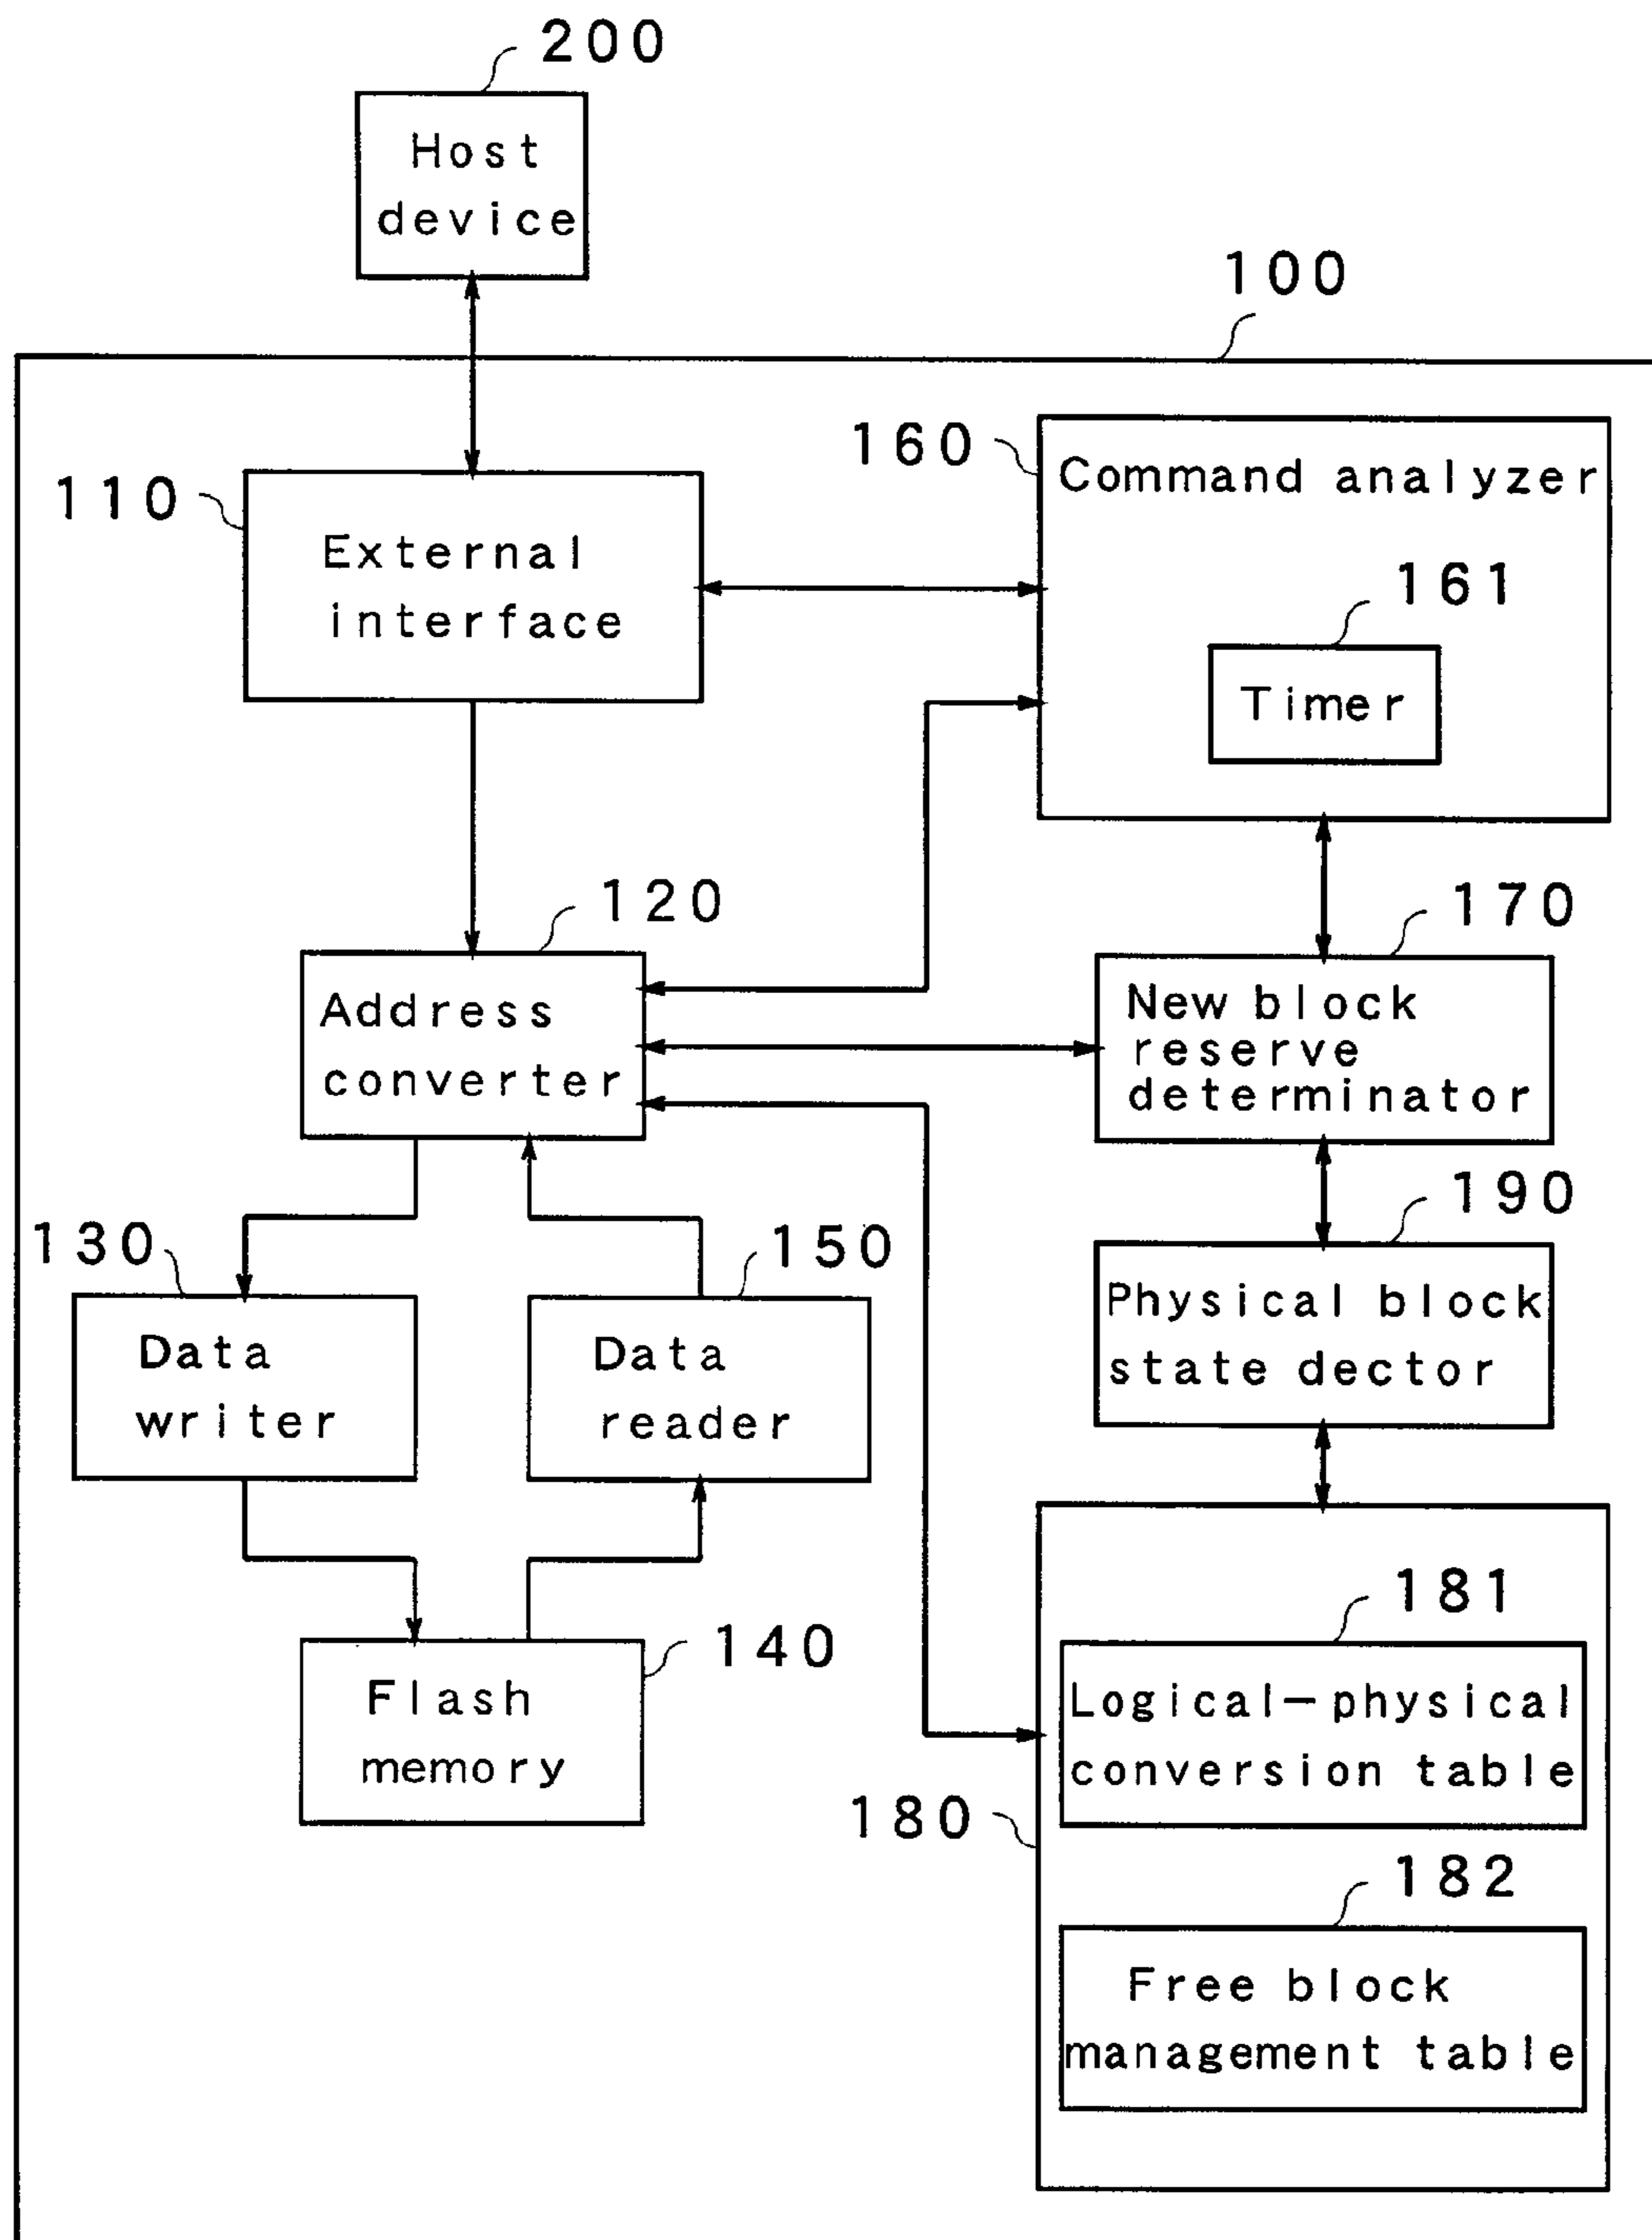 200
Host
device
100
110
External
interface
160
Command analyzer
161
Timer
120
Address
converter
170
New block
reserve
determinator
130
Data
writer
150
Data
reader
190
Physical block
state dector
140
Flash
memory
180
181
Logical-physical
conversion table
182
Free block
management table